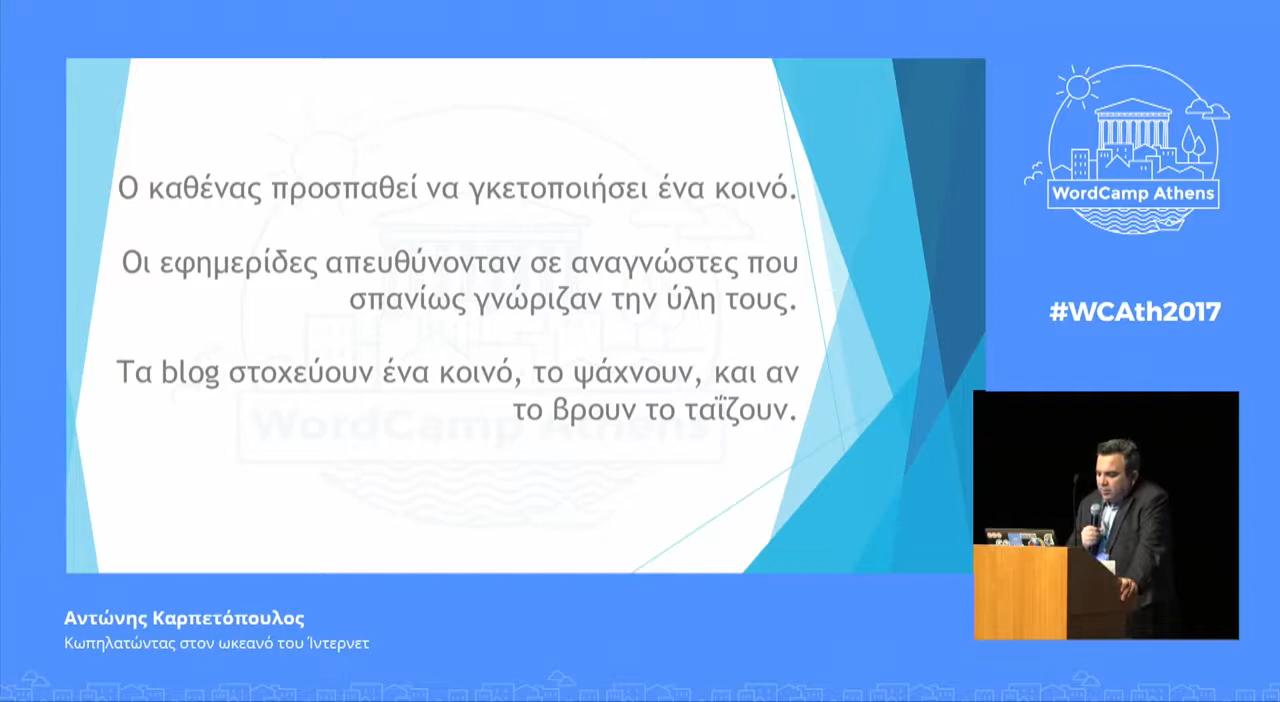 Ο καθένας προσπαθεί να γκετοποιήσει ένα κοινό.
Οι εφημερίδες απευθύνονταν σε αναγνώστες που
σπανίως γνώριζαν την ύλη τους.
Τα blog στοχεύουν ένα κοινό, το ψάχνουν, και αν
το βρουν το ταΐζουν.
WordCamp Athens
WordCamp Athens
#WCAth2017
Αντώνης Καρπετόπουλος
Κωπηλατώντας στον ωκεανό του Ίντερνετ